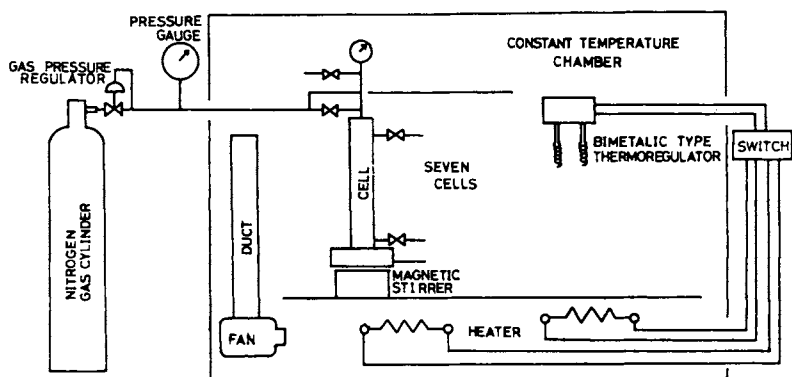 PRESSURE
GAUGE
GAS PRESSURE
REGULATOR
CONSTANT TEMPERATURE
CHAMBER
BIMETALIC TYPE
THERMOREGULATOR
SWITCH
SEVEN
CELLS
CELL
DUCT
NITROGEN
GAS CYLINDER
MAGNETIC
STIRRER
FAN
HEATER